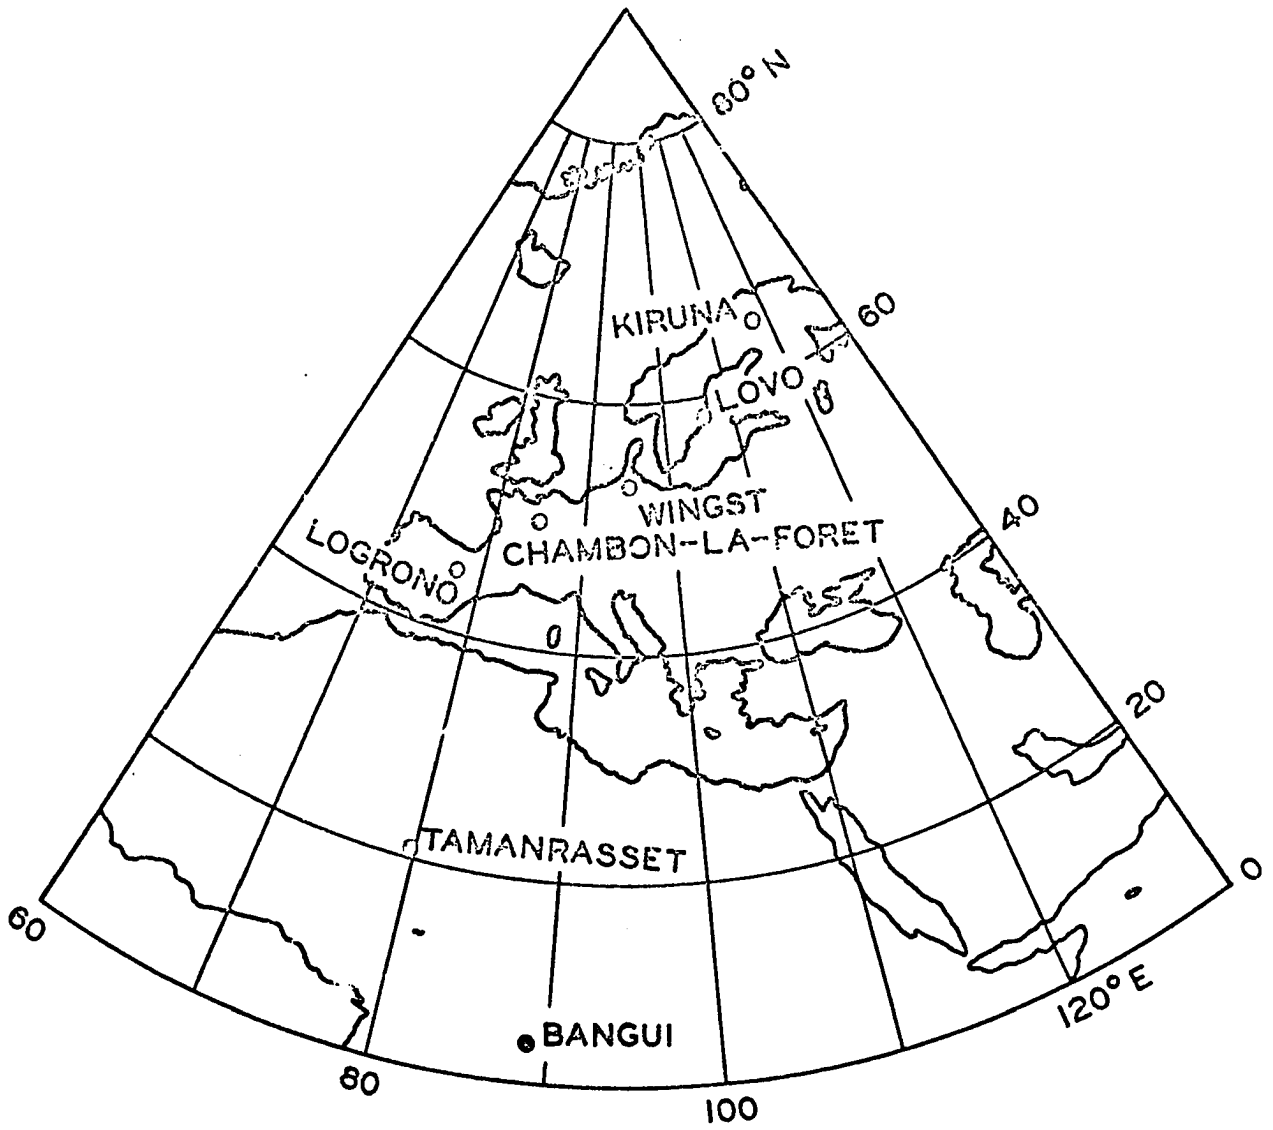 80° N
60
KIRUNA
LOVO
40
WINGST
LOGRONO
CHAMBON-LA-FORET
20
TAMANRASSET
0
60
120° E
BANGUI
80
100